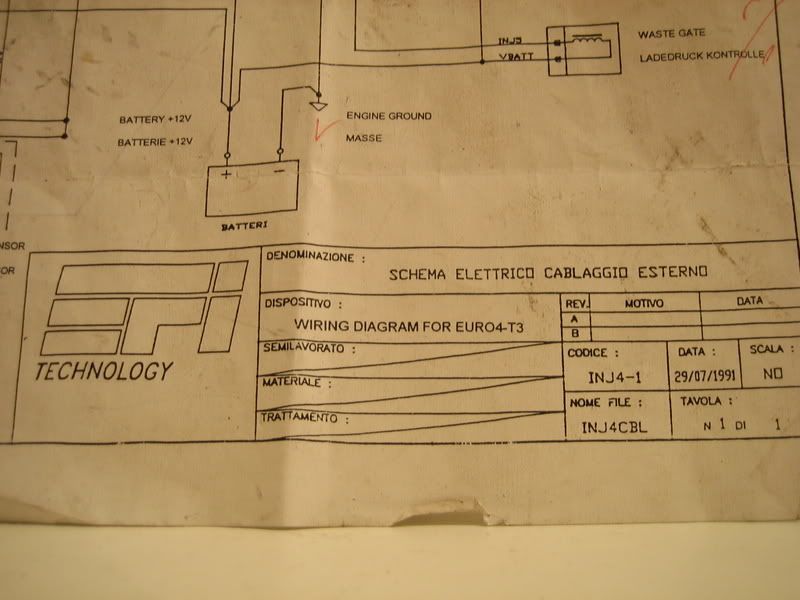 INJ5
VBATT
WASTE GATE
LADEDRUCK KONTROLLE
BATTERY +12V
BATTERIE +12V
ENGINE GROUND
MASSE
+ −
BATTERI
NSOR
OR
EPI
TECHNOLOGY
DENOMINAZIONE :
SCHEMA ELETTRICO CABLAGGIO ESTERNO
DISPOSITIVO :
WIRING DIAGRAM FOR EURO4-T3
SEMILAVORATO :
MATERIALE :
TRATTAMENTO :
REV. MOTIVO DATA
A
B
CODICE : DATA : SCALA :
INJ4-1 29/07/1991 NO
NOME FILE : TAVOLA :
INJ4CBL N 1 DI 1